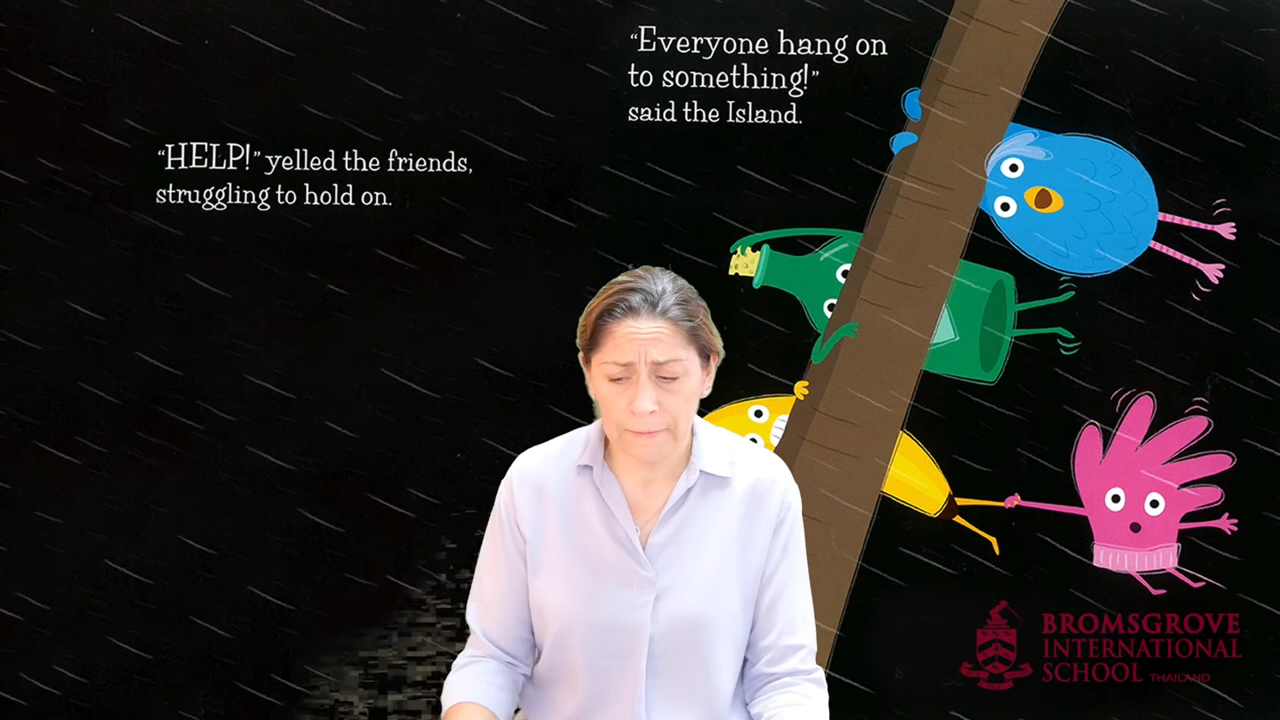 “HELP!” yelled the friends,
struggling to hold on.
“Everyone hang on
to something!”
said the Island.
BROMSGROVE
INTERNATIONAL
SCHOOL THAILAND